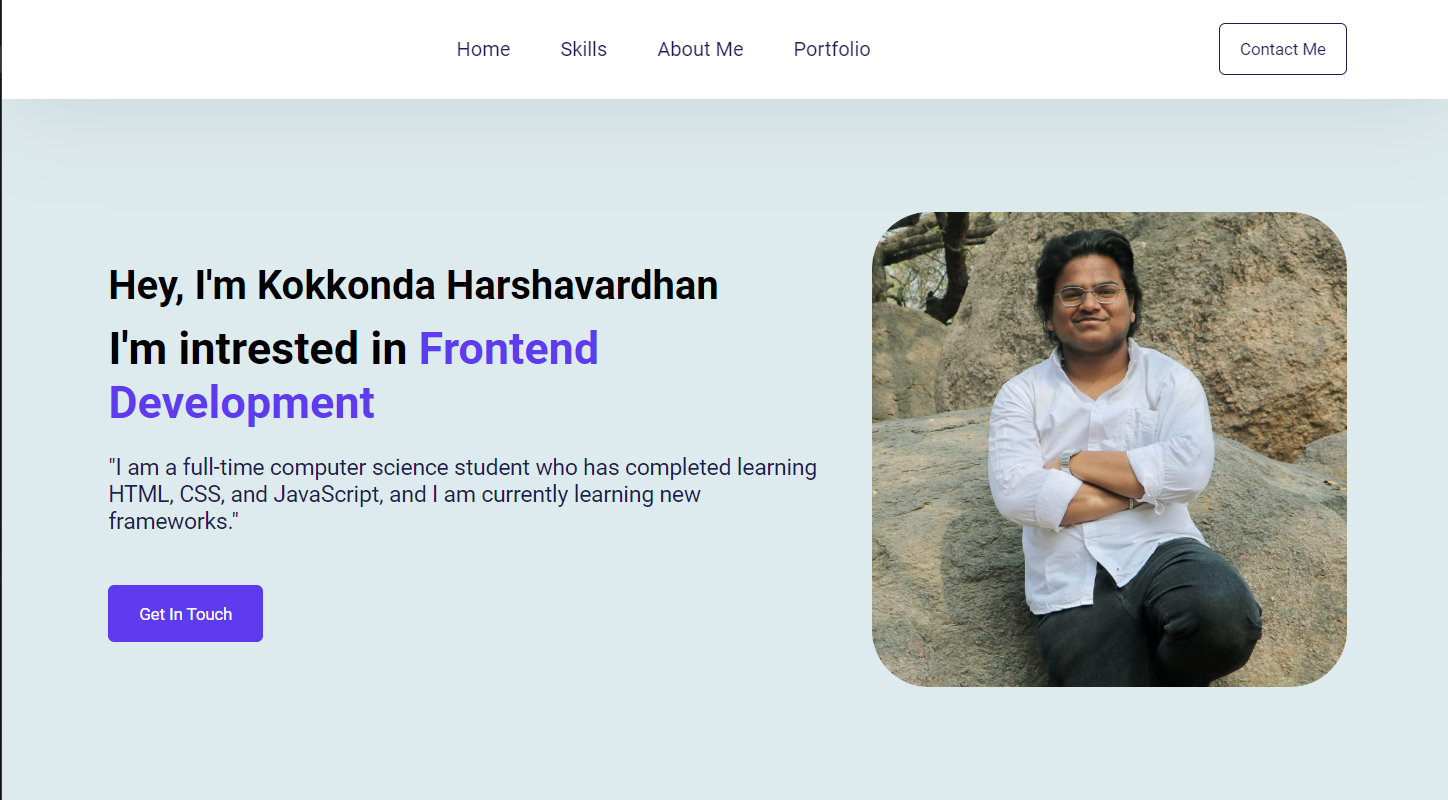 Home Skills About Me Portfolio Contact Me
Hey, I'm Kokkonda Harshavardhan
I'm intrested in Frontend
Development
"I am a full-time computer science student who has completed learning
HTML, CSS, and JavaScript, and I am currently learning new
frameworks."
Get In Touch